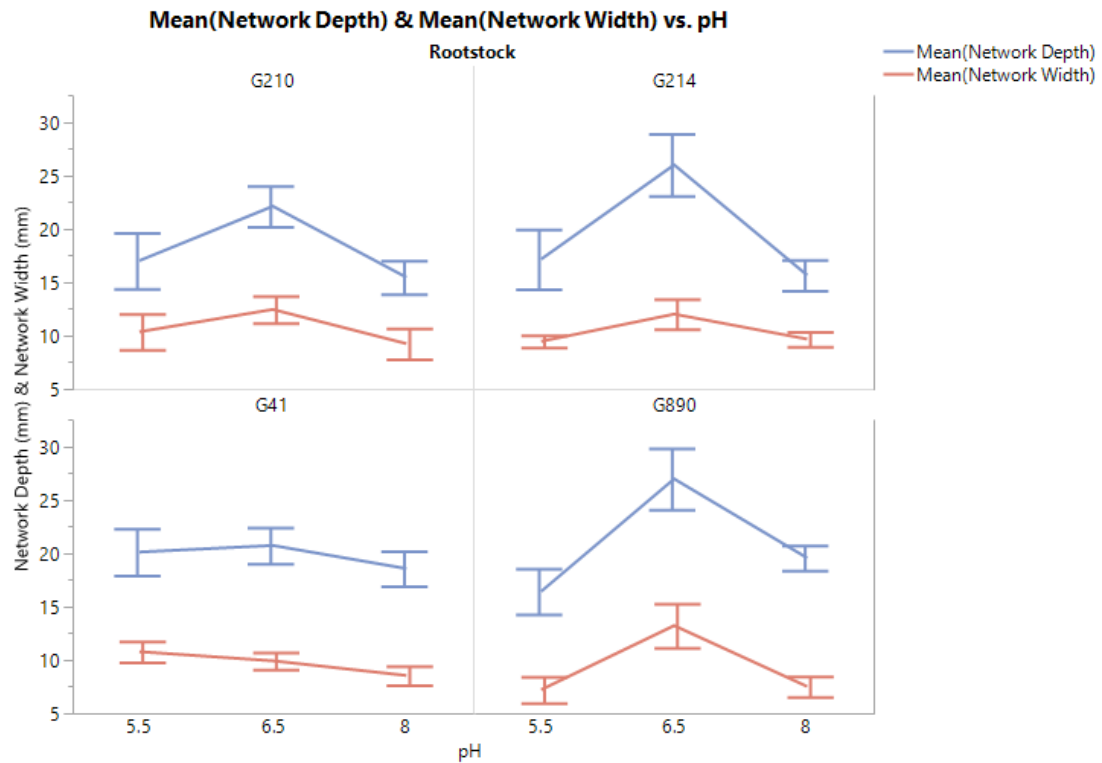 Mean(Network Depth) & Mean(Network Width) vs. pH
Rootstock
Mean(Network Depth)
Mean(Network Width)
G210
G214
30
25
20
15
10
5
Network Depth (mm) & Network Width (mm)
G41
G890
30
25
20
15
10
5
5.5
6.5
8
5.5
6.5
8
pH